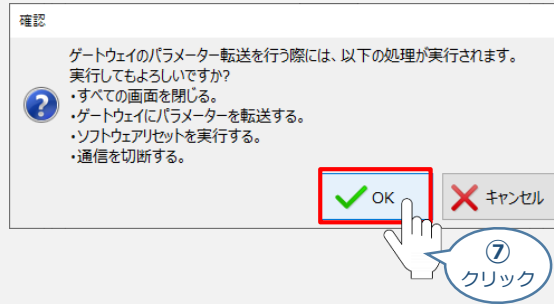 確認
ゲートウェイのパラメーター転送を行う際には、以下の処理が実行されます。
実行してもよろしいですか?
・すべての画面を閉じる。
・ゲートウェイにパラメーターを転送する。
・ソフトウェアリセットを実行する。
・通信を切断する。
OK
キャンセル
⑦
クリック